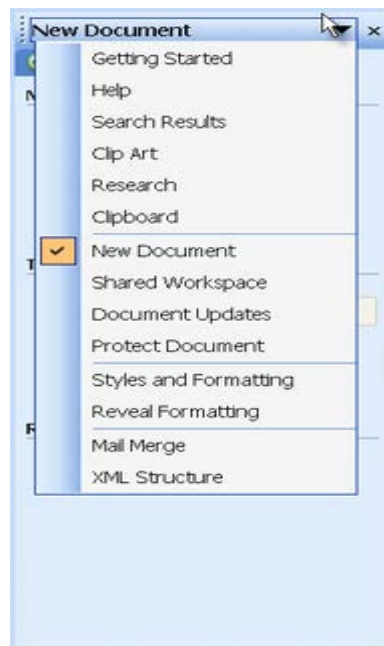 New Document
Getting Started
Help
Search Results
Clip Art
Research
Clipboard
New Document
Shared Workspace
Document Updates
Protect Document
Styles and Formatting
Reveal Formatting
Mail Merge
XML Structure